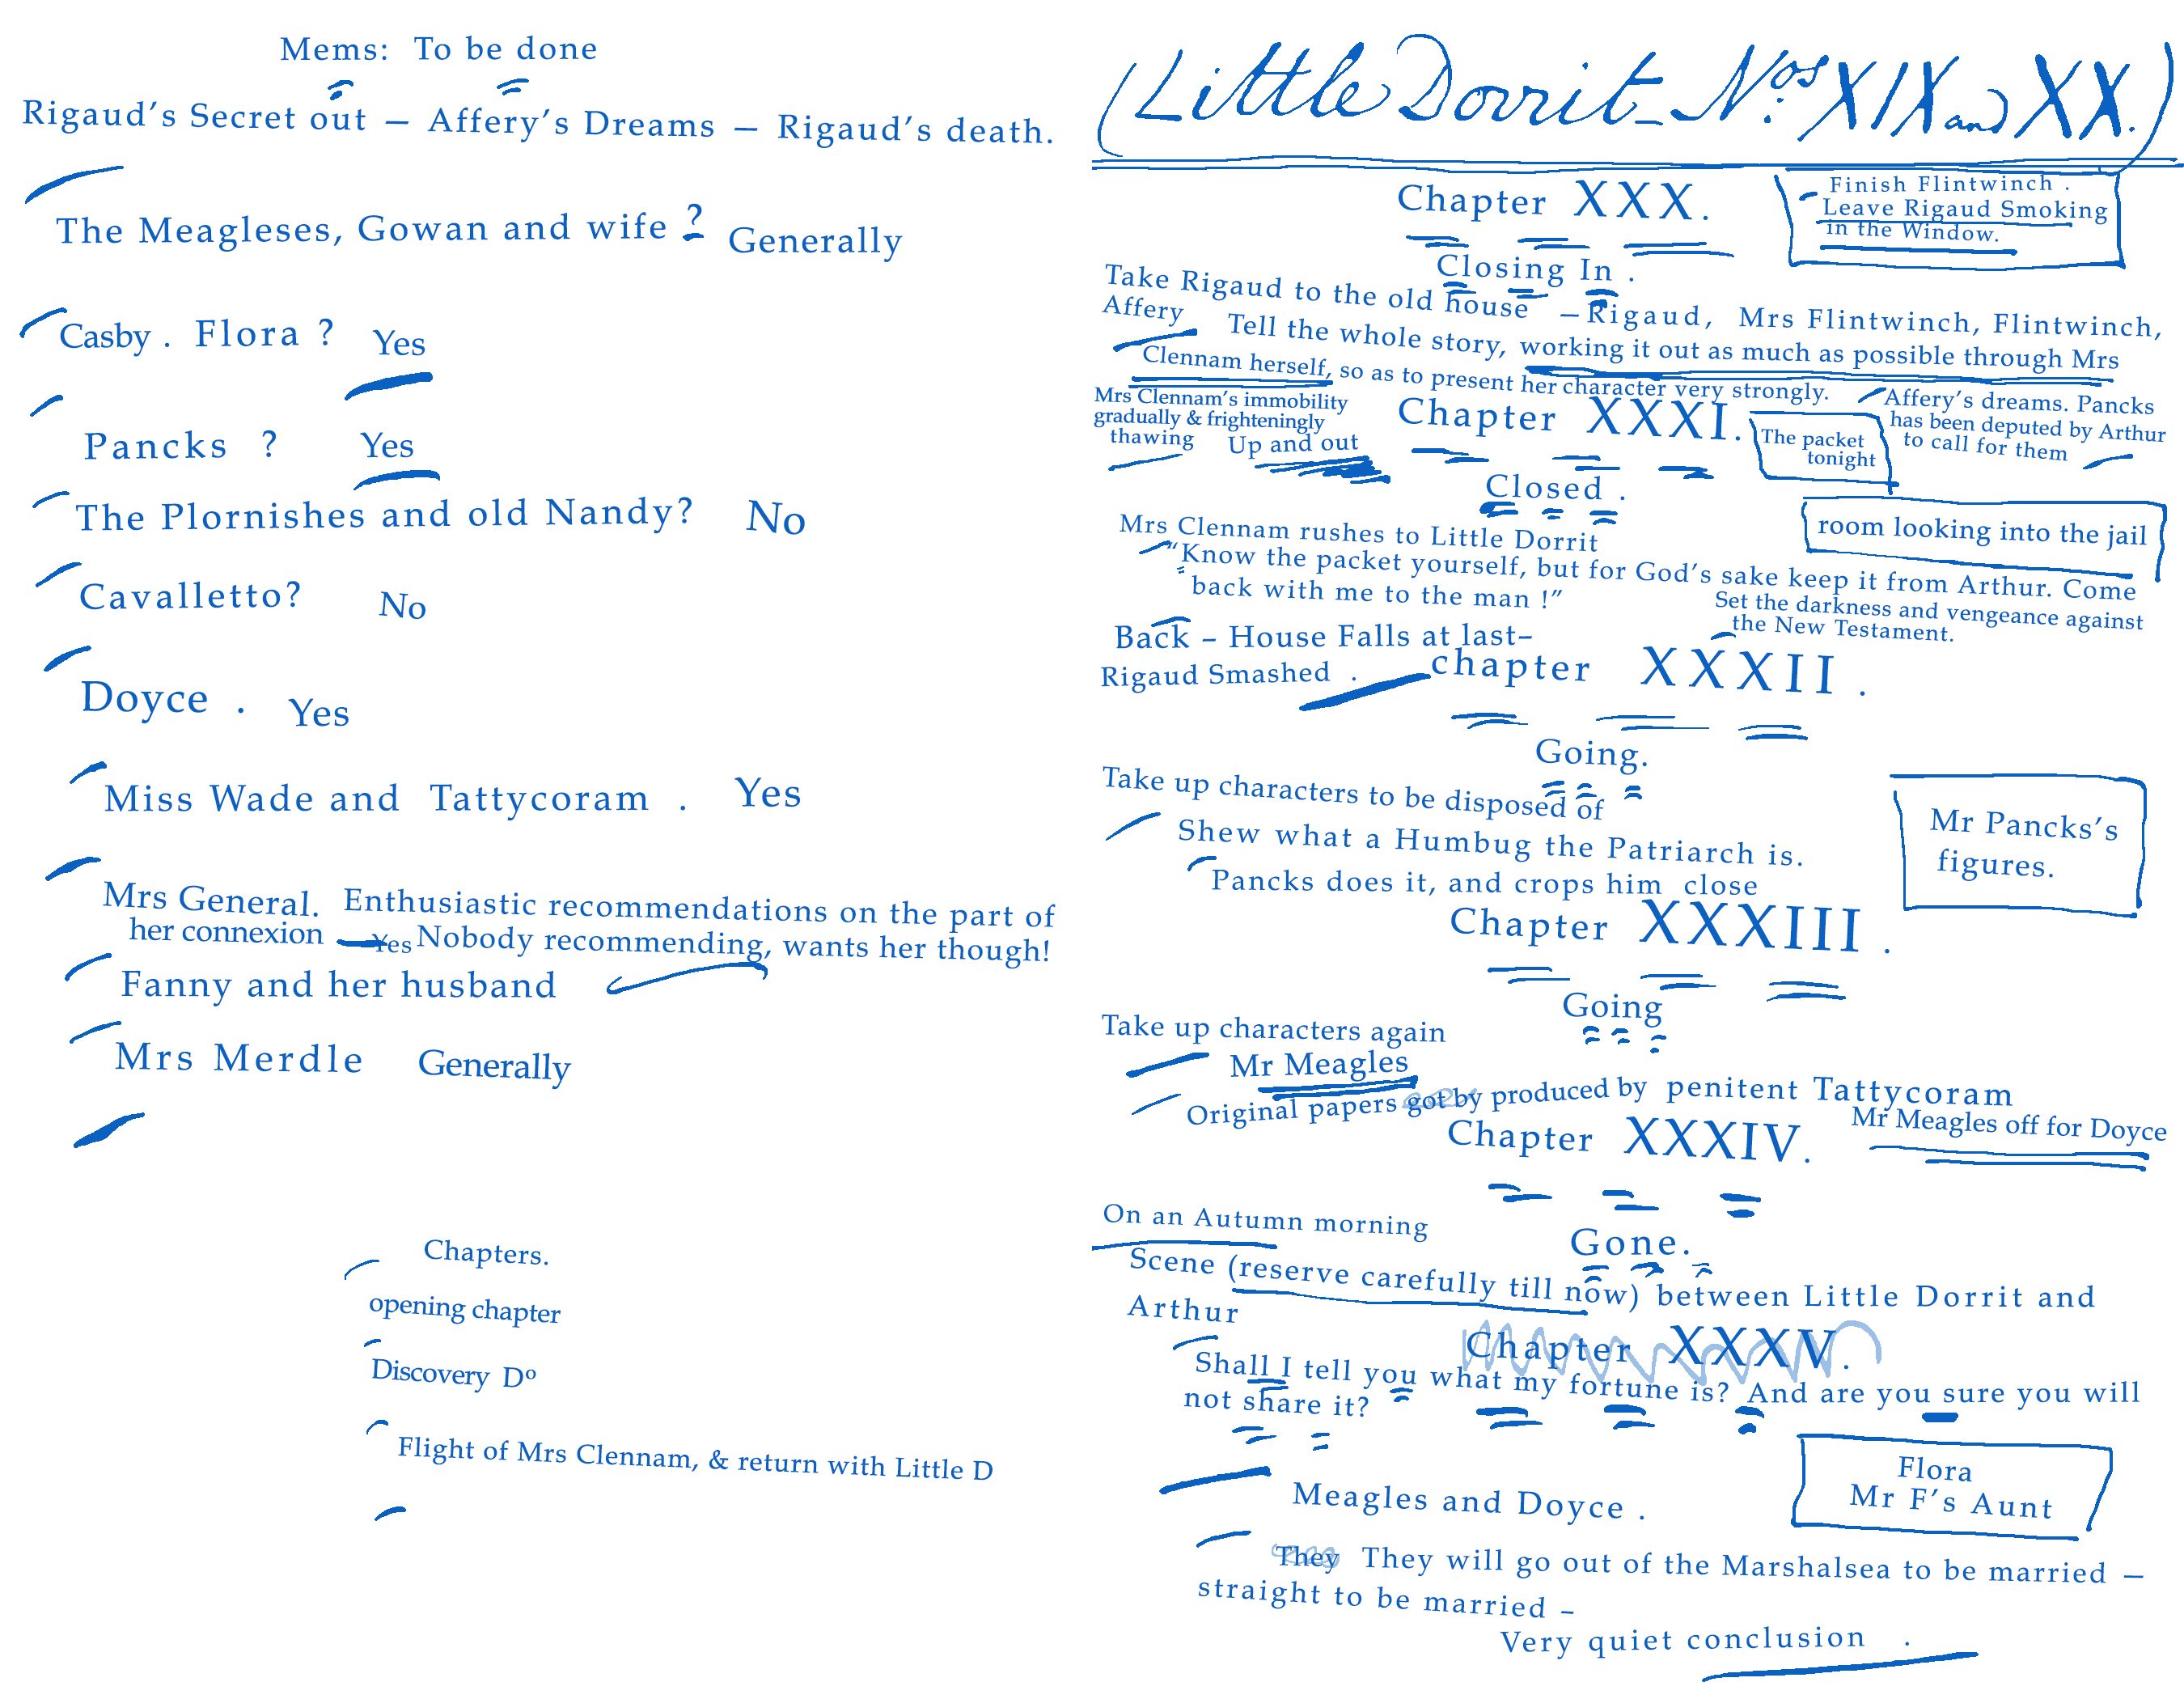 Mems: To be done
Rigaud's Secret out – Affery's Dreams – Rigaud's death.
The Meagleses, Gowan and wife ? Generally
Casby . Flora ? Yes
Pancks ? Yes
The Plornishes and old Nandy? No
Cavalletto? No
Doyce . Yes
Miss Wade and Tattycoram . Yes
Mrs General. Enthusiastic recommendations on the part of
her connexion — Yes Nobody recommending, wants her though!
Fanny and her husband
Mrs Merdle Generally
Chapters.
opening chapter
Discovery Dº
Flight of Mrs Clennam, & return with Little D
(Little Dorrit – Nos. XIX and XX.)
Chapter XXX.
Finish Flintwinch .
Leave Rigaud Smoking
in the Window.
Closing In .
Take Rigaud to the old house – Rigaud, Mrs Flintwinch, Flintwinch,
Affery Tell the whole story, working it out as much as possible through Mrs
Clennam herself, so as to present her character very strongly.
Mrs Clennam's immobility
gradually & frighteningly
thawing Up and out
Chapter XXXI.
The packet
tonight
Affery's dreams. Pancks
has been deputed by Arthur
to call for them
Closed .
room looking into the jail
Mrs Clennam rushes to Little Dorrit
"Know the packet yourself, but for God's sake keep it from Arthur. Come
back with me to the man !"
Set the darkness and vengeance against
the New Testament.
Back – House Falls at last–
Rigaud Smashed .
chapter XXXII .
Going.
Take up characters to be disposed of
Shew what a Humbug the Patriarch is.
Pancks does it, and crops him close
Mr Pancks's
figures.
Chapter XXXIII .
Going
Take up characters again
Mr Meagles
Original papers got by produced by penitent Tattycoram
Chapter XXXIV.
Mr Meagles off for Doyce
On an Autumn morning
Gone.
Scene (reserve carefully till now) between Little Dorrit and
Arthur
Chapter XXXV.
Shall I tell you what my fortune is? And are you sure you will
not share it?
Flora
Mr F's Aunt
Meagles and Doyce .
They They will go out of the Marshalsea to be married –
straight to be married –
Very quiet conclusion .